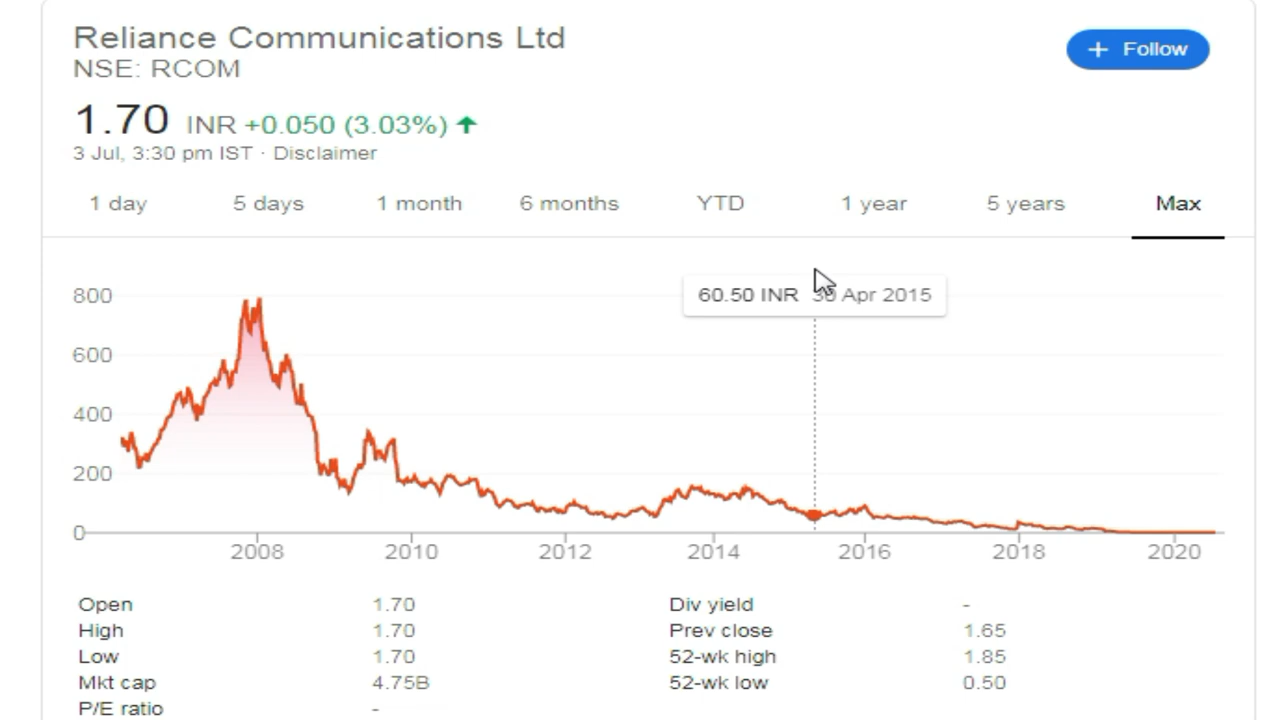 Reliance Communications Ltd
NSE: RCOM
+ Follow
1.70 INR +0.050 (3.03%) ↑
3 Jul, 3:30 pm IST · Disclaimer
1 day 5 days 1 month 6 months YTD 1 year 5 years Max
60.50 INR 30 Apr 2015
800
600
400
200
0
2008 2010 2012 2014 2016 2018 2020
Open 1.70 Div yield -
High 1.70 Prev close 1.65
Low 1.70 52-wk high 1.85
Mkt cap 4.75B 52-wk low 0.50
P/E ratio -